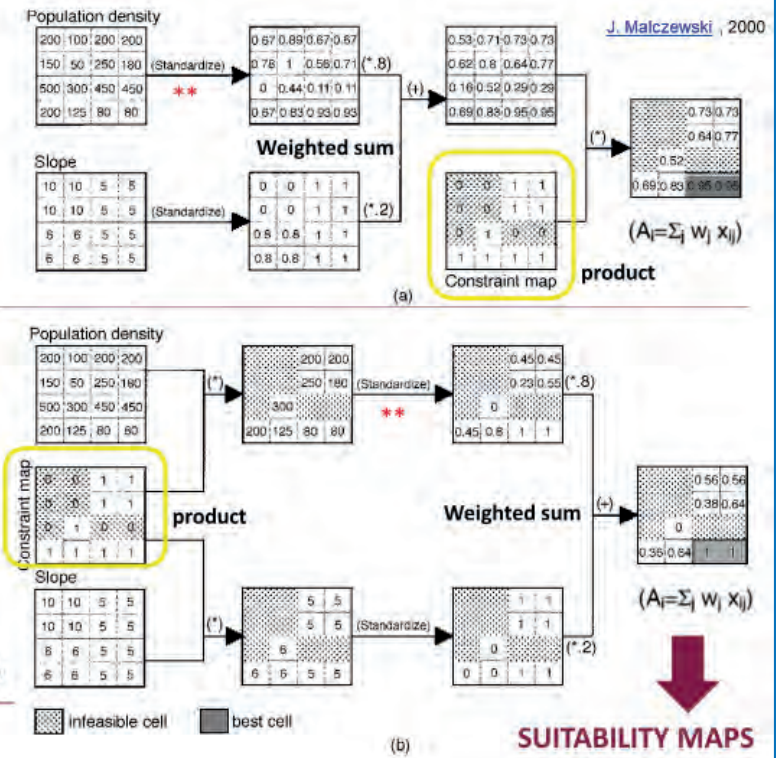 Population density
J. Malczewski , 2000
200 100 200 200
150 50 250 180
500 300 450 450
200 125 80 80
(Standardize)
**
0.67 0.89 0.67 0.67
0.78 1 0.56 0.71
0 0.44 0.11 0.11
0.67 0.83 0.93 0.93
(*.8)
(+)
0.53 0.71 0.73 0.73
0.62 0.8 0.64 0.77
0.16 0.52 0.29 0.29
0.69 0.83 0.95 0.95
(*)
0.73 0.73
0.64 0.77
0.52
0.69 0.83 0.95 0.95
Weighted sum
Slope
10 10 5 5
10 10 5 5
6 6 5 5
6 6 5 5
(Standardize)
0 0 1 1
0 0 1 1
0.8 0.8 1 1
0.8 0.8 1 1
(*.2)
0 0 1 1
0 0 1 1
0 1 0 0
1 1 1 1
Constraint map
product
(Ai=Σj wj xij)
(a)
Population density
200 100 200 200
150 50 250 180
500 300 450 450
200 125 80 80
(*)
200 200
250 180
300
200 125 80 80
(Standardize)
**
0.45 0.45
0.23 0.55
0
0.45 0.8 1 1
(*.8)
Constraint map
0 0 1 1
0 0 1 1
0 1 0 0
1 1 1 1
product
Weighted sum
(+)
0.56 0.56
0.38 0.64
0
0.36 0.64 1 1
(Ai=Σj wj xij)
Slope
10 10 5 5
10 10 5 5
6 6 5 5
6 6 5 5
(*)
5 5
5 5
6
6 6 5 5
(Standardize)
1 1
1 1
0
0 0 1 1
(*.2)
infeasible cell
best cell
(b)
SUITABILITY MAPS